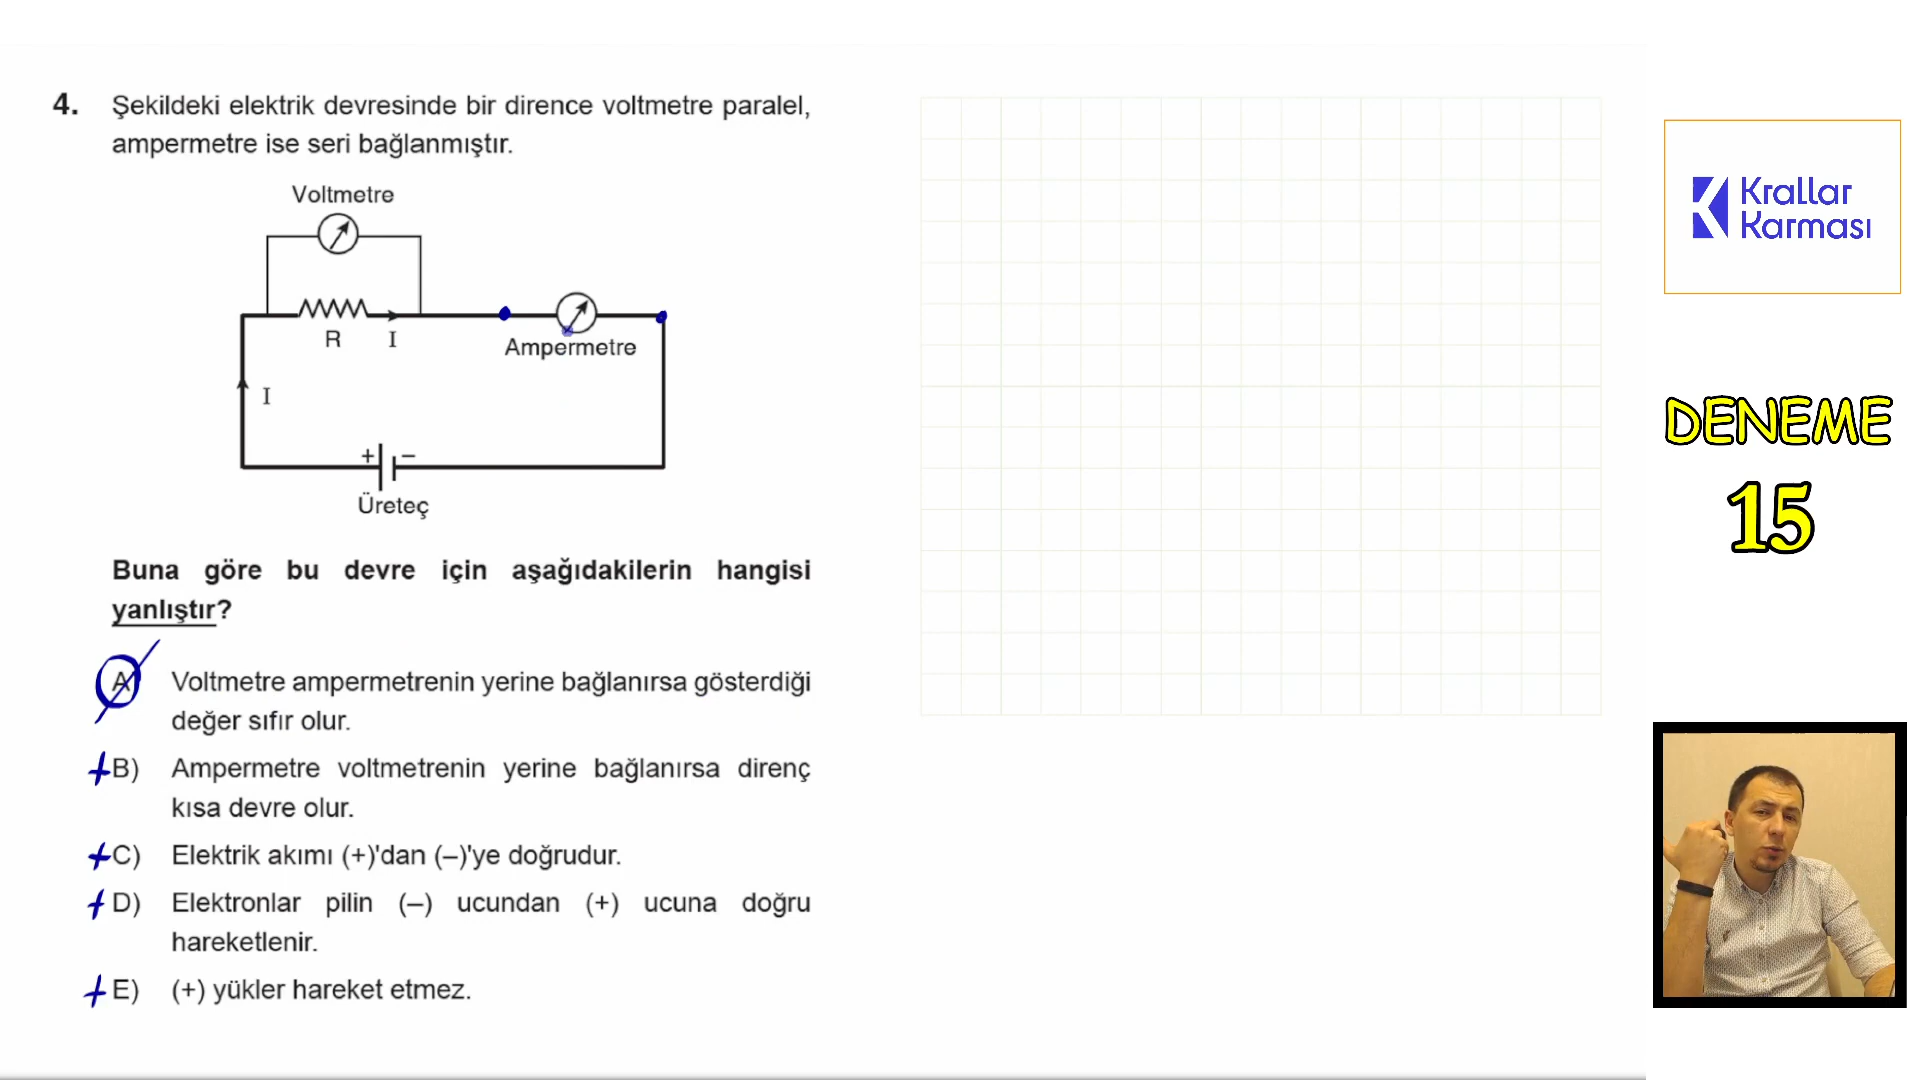 4. Şekildeki elektrik devresinde bir dirence voltmetre paralel,
ampermetre ise seri bağlanmıştır.
Voltmetre
R I
Ampermetre
I
+ –
Üreteç
Buna göre bu devre için aşağıdakilerin hangisi
yanlıştır?
A) Voltmetre ampermetrenin yerine bağlanırsa gösterdiği
değer sıfır olur.
B) Ampermetre voltmetrenin yerine bağlanırsa direnç
kısa devre olur.
C) Elektrik akımı (+)'dan (–)'ye doğrudur.
D) Elektronlar pilin (–) ucundan (+) ucuna doğru
hareketlenir.
E) (+) yükler hareket etmez.
Krallar
Karması
DENEME
15